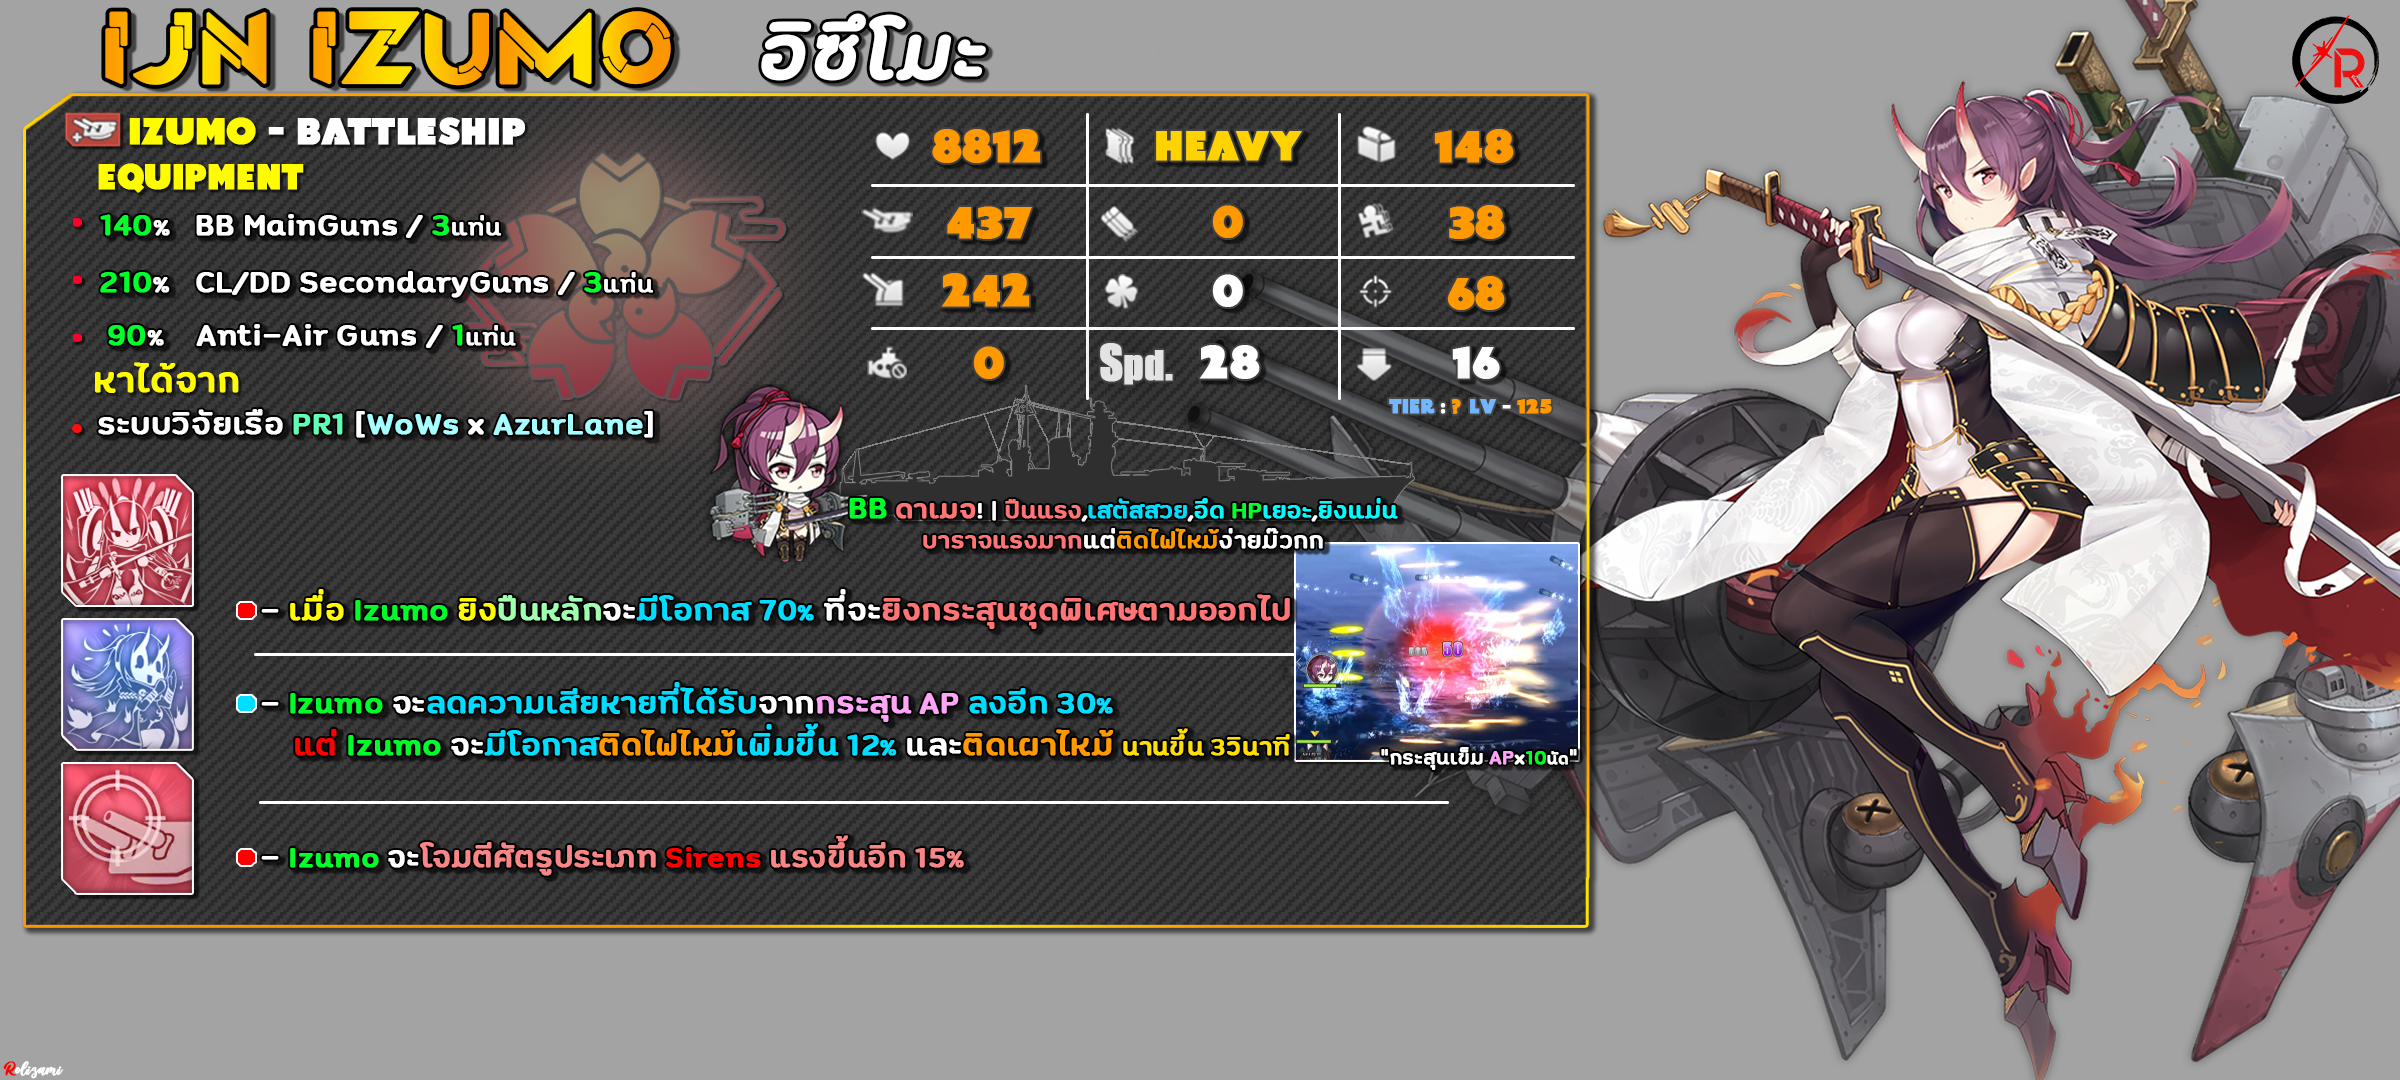 IJN IZUMO อิซึโมะ
R
IZUMO - BATTLESHIP
EQUIPMENT
140% BB MainGuns / 3แท่น
210% CL/DD SecondaryGuns / 3แท่น
90% Anti-Air Guns / 1แท่น
หาได้จาก
ระบบวิจัยเรือ PR1 [WoWs x AzurLane]
8812 HEAVY 148
437 0 38
242 0 68
0 Spd. 28 16
TIER : ? LV - 125
BB ดาเมจ! | ปืนแรง,เสตัสสวย,อึด HPเยอะ,ยิงแม่น
บาราจแรงมากแต่ติดไฟไหม้ง่ายม๊วกก
- เมื่อ Izumo ยิงปืนหลักจะมีโอกาส 70% ที่จะยิงกระสุนชุดพิเศษตามออกไป
50
- Izumo จะลดความเสียหายที่ได้รับจากกระสุน AP ลงอีก 30%
แต่ Izumo จะมีโอกาสติดไฟไหม้เพิ่มขึ้น 12% และติดเผาไหม้ นานขึ้น 3วินาที
"กระสุนเข็ม APx10นัด"
- Izumo จะโจมตีศัตรูประเภท Sirens แรงขึ้นอีก 15%
Rolizami